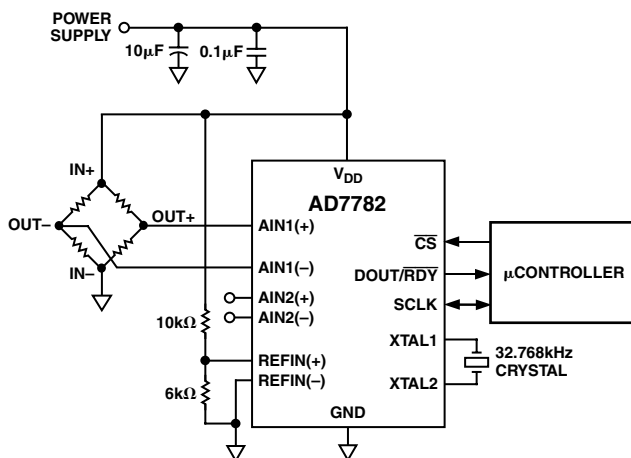 POWER
SUPPLY
10µF
0.1µF
IN+
OUT–
OUT+
IN–
VDD
AD7782
AIN1(+)
AIN1(–)
AIN2(+)
AIN2(–)
10kΩ
REFIN(+)
REFIN(–)
6kΩ
GND
CS
DOUT/RDY
SCLK
XTAL1
XTAL2
µCONTROLLER
32.768kHz
CRYSTAL